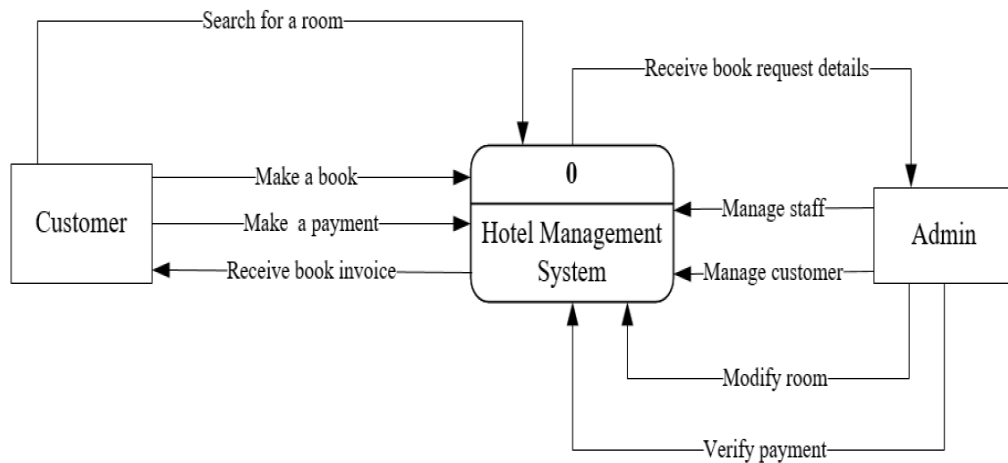 Search for a room
Receive book request details
0
Make a book
Customer
Make a payment
Hotel Management
System
Receive book invoice
Manage staff
Admin
Manage customer
Modify room
Verify payment